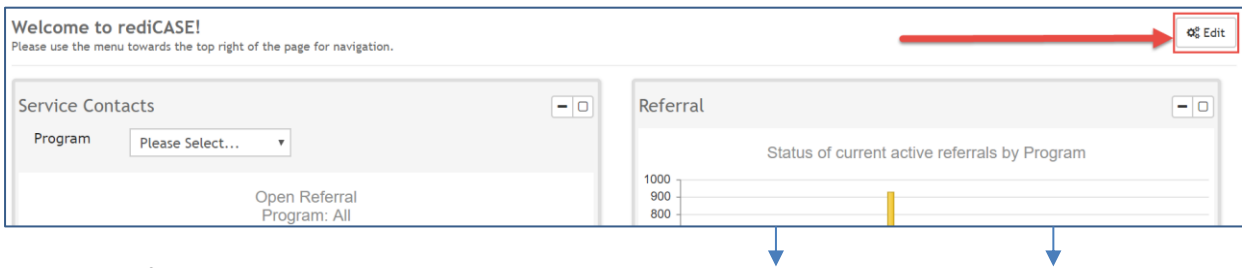 Welcome to rediCASE!
Please use the menu towards the top right of the page for navigation.
Edit
Service Contacts
Program
Please Select...
Open Referral
Program: All
Referral
Status of current active referrals by Program
1000
900
800